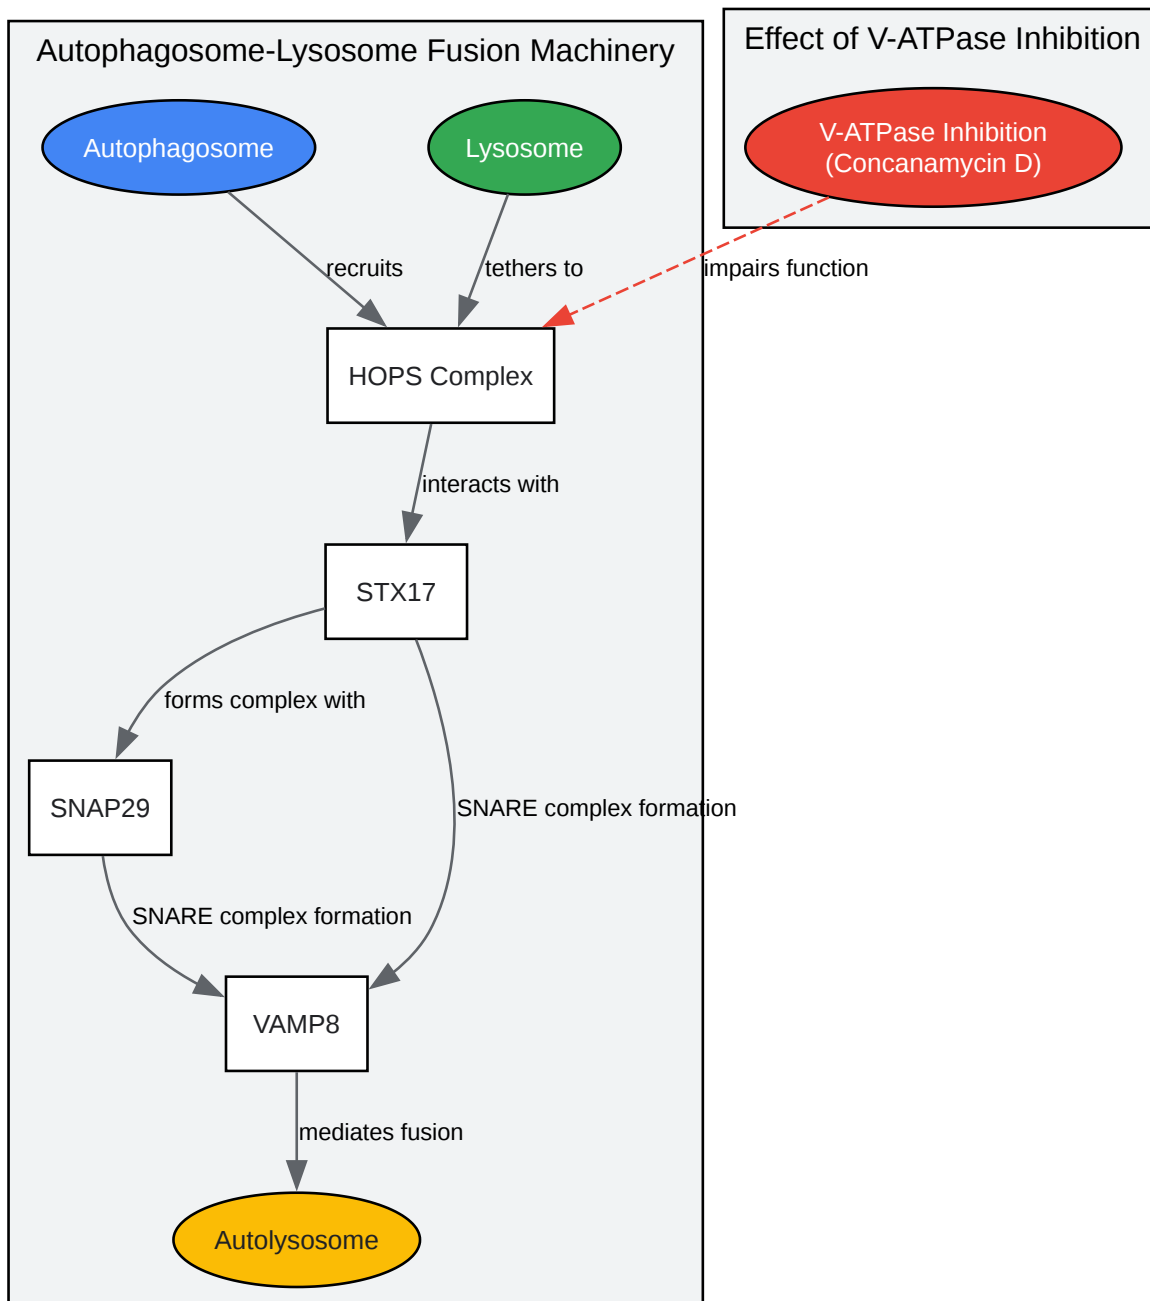 Autophagosome-Lysosome Fusion Machinery
Effect of V-ATPase Inhibition
Autophagosome
Lysosome
V-ATPase Inhibition
(Concanamycin D)
recruits
tethers to
impairs function
HOPS Complex
interacts with
STX17
forms complex with
SNAP29
SNARE complex formation
SNARE complex formation
VAMP8
mediates fusion
Autolysosome